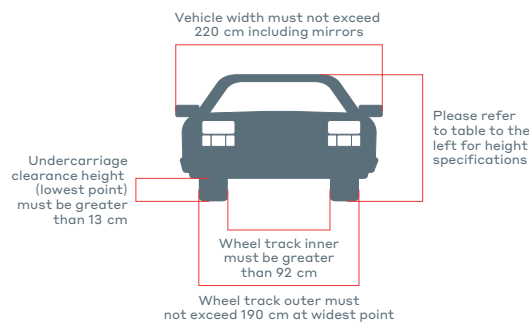 Vehicle width must not exceed
220 cm including mirrors
Please refer
to table to the
left for height
specifications
Undercarriage
clearance height
(lowest point)
must be greater
than 13 cm
Wheel track inner
must be greater
than 92 cm
Wheel track outer must
not exceed 190 cm at widest point